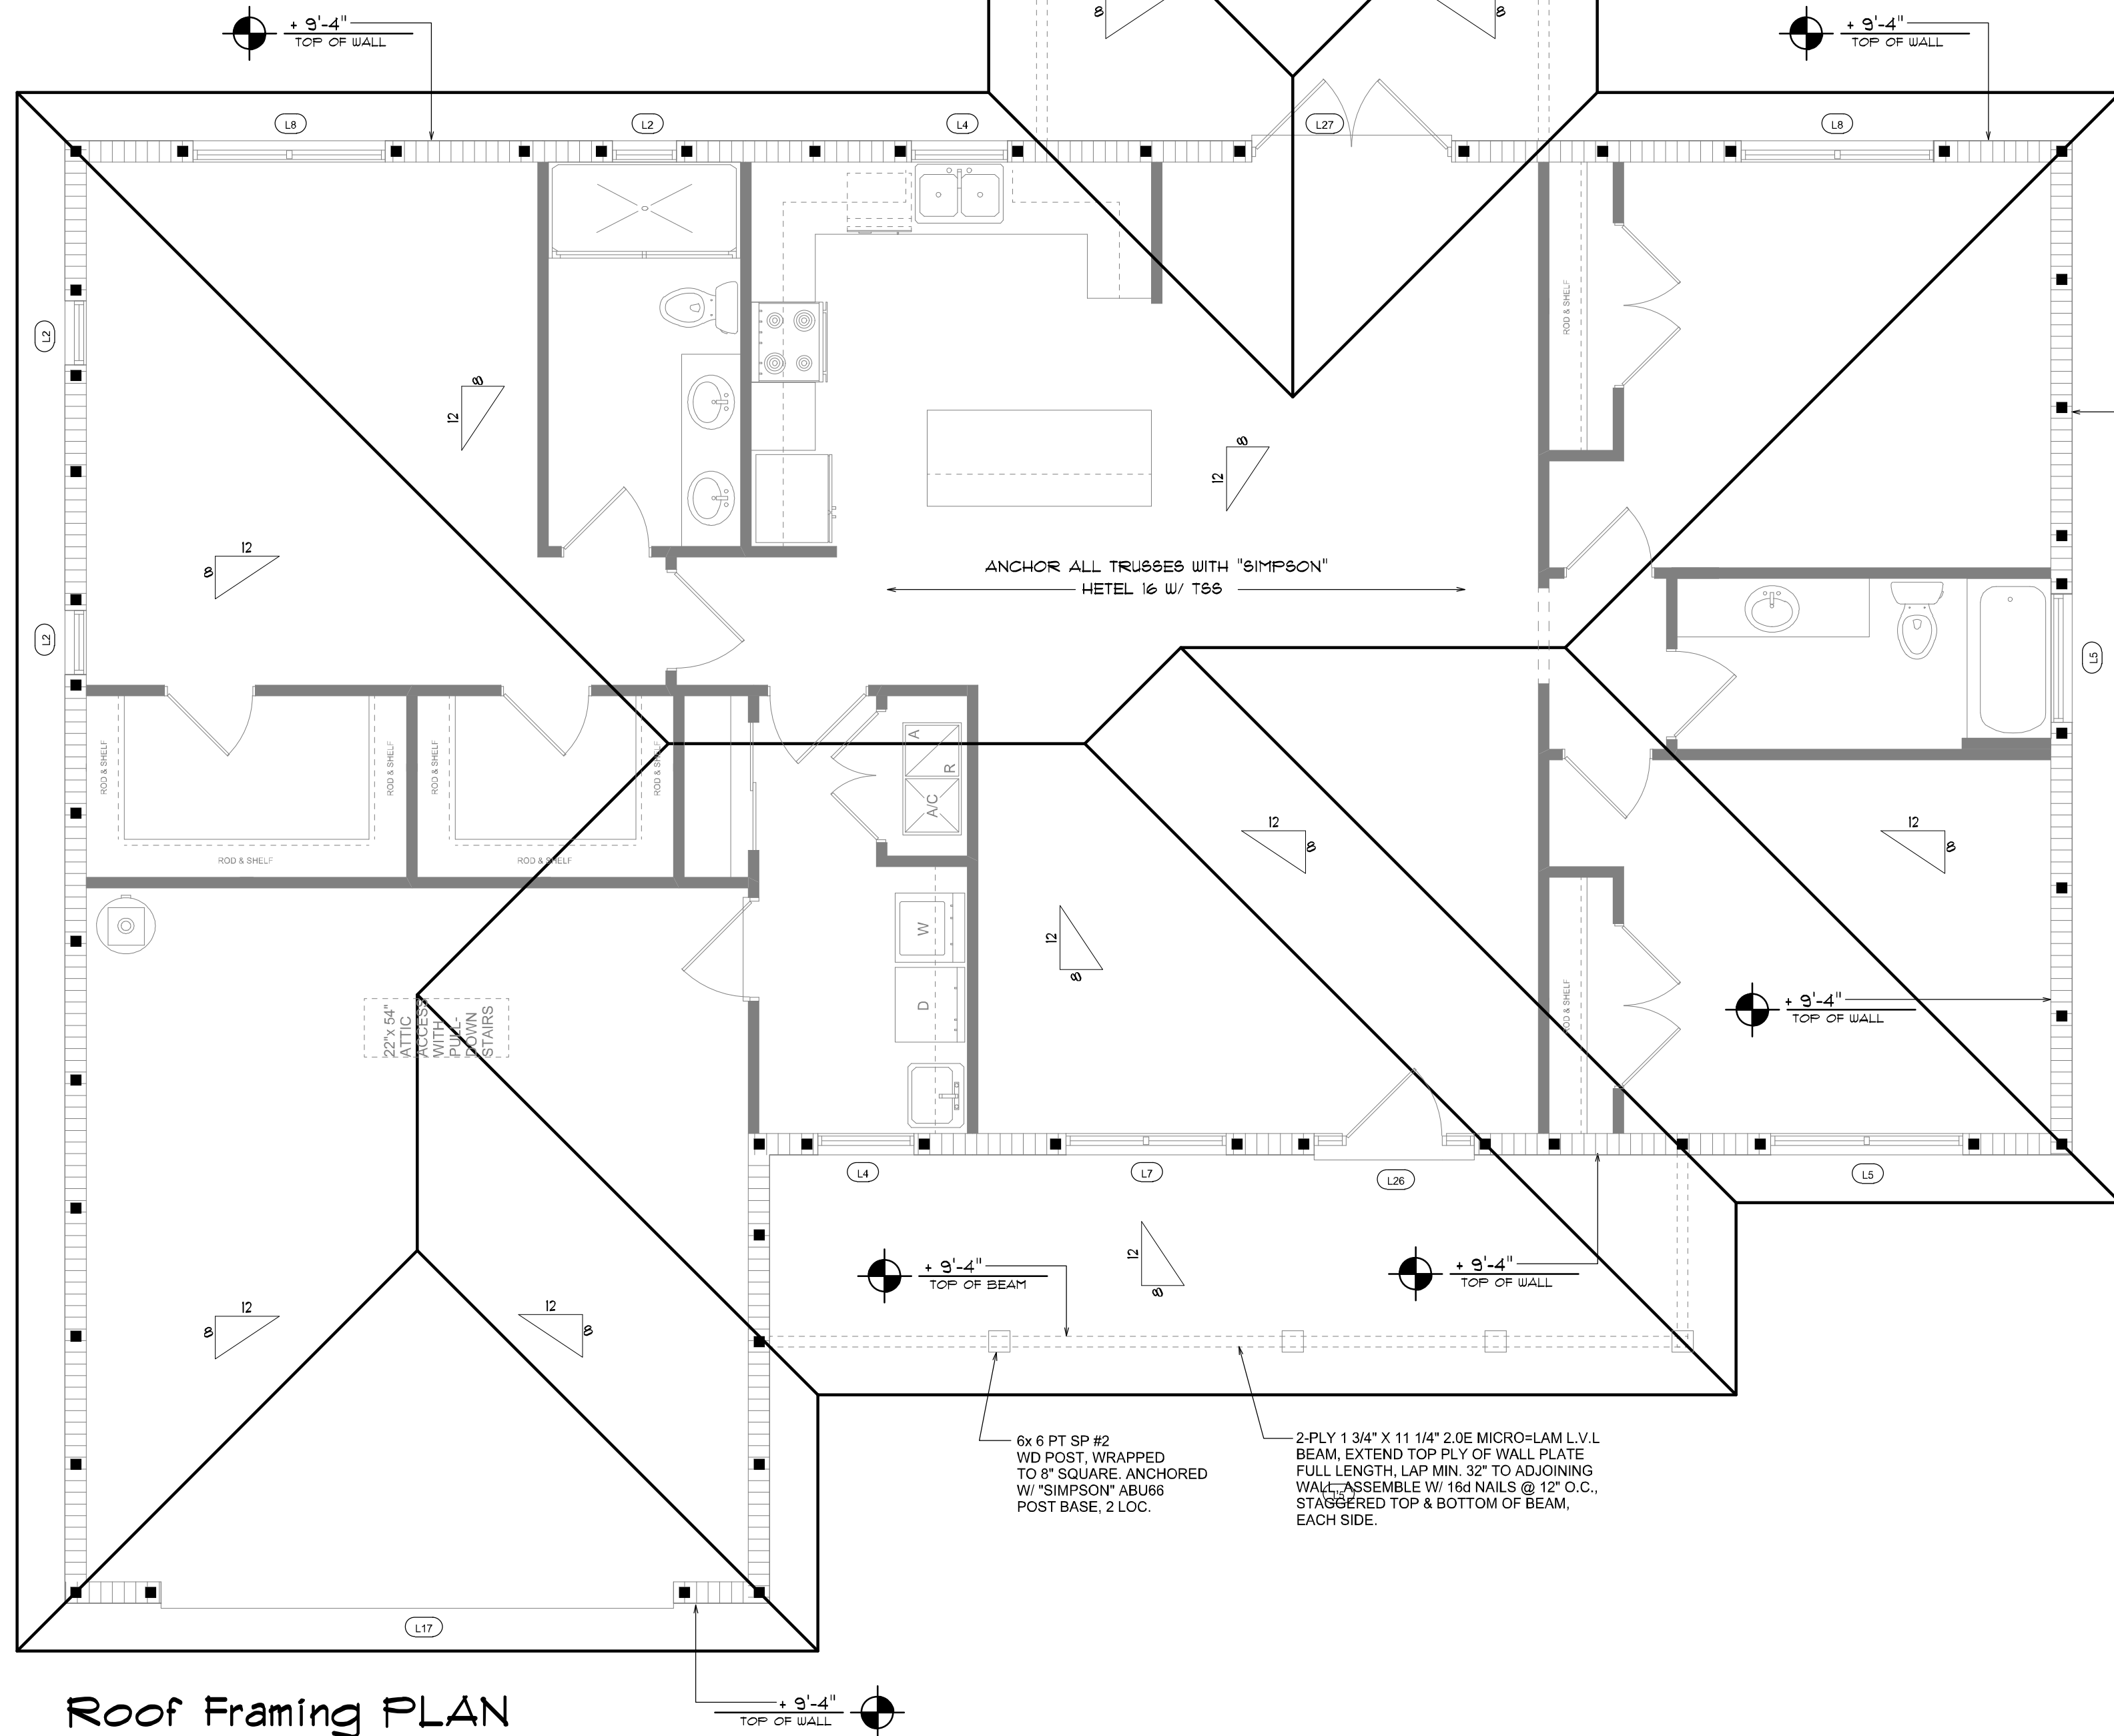 8
8
+ 9'-4"
TOP OF WALL
+ 9'-4"
TOP OF WALL
L8
L2
L4
L27
L8
ROD & SHELF
L2
8
12
8
12
12
8
ANCHOR ALL TRUSSES WITH "SIMPSON"
HETEL 16 W/ TSS
L2
L5
ROD & SHELF
ROD & SHELF
ROD & SHELF
ROD & SHELF
A
R
A/C
ROD & SHELF
ROD & SHELF
12
8
12
8
W
12
8
D
22"x 54"
ATTIC
ACCESS
WITH
PULL-
DOWN
STAIRS
ROD & SHELF
+ 9'-4"
TOP OF WALL
L4
L7
L26
L5
12
8
+ 9'-4"
TOP OF BEAM
+ 9'-4"
TOP OF WALL
12
8
12
8
6x 6 PT SP #2
WD POST, WRAPPED
TO 8" SQUARE. ANCHORED
W/ "SIMPSON" ABU66
POST BASE, 2 LOC.
2-PLY 1 3/4" X 11 1/4" 2.0E MICRO=LAM L.V.L
BEAM, EXTEND TOP PLY OF WALL PLATE
FULL LENGTH, LAP MIN. 32" TO ADJOINING
WALL. ASSEMBLE W/ 16d NAILS @ 12" O.C.,
STAGGERED TOP & BOTTOM OF BEAM,
EACH SIDE.
L17
+ 9'-4"
TOP OF WALL
Roof Framing PLAN